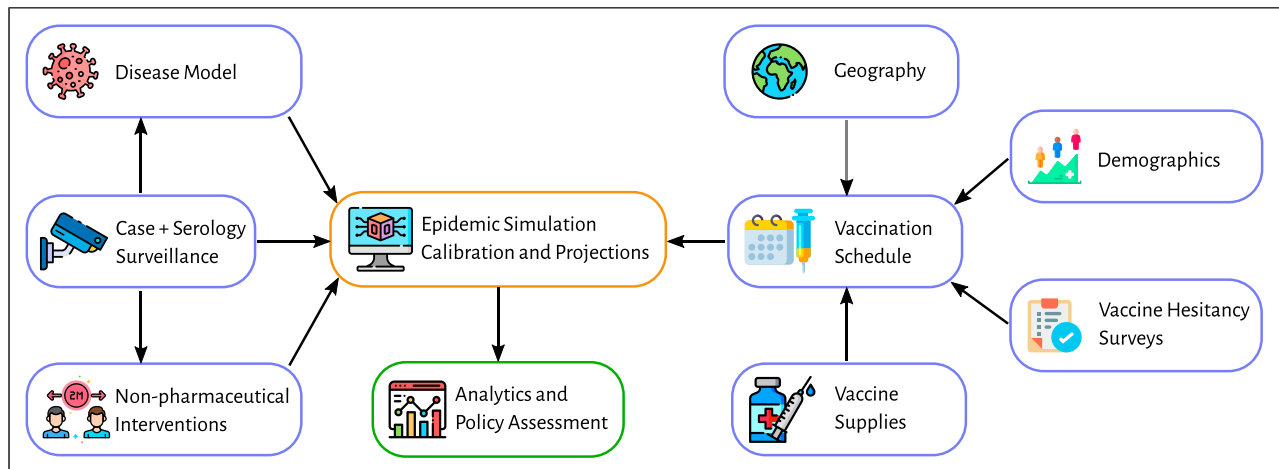 Disease Model
Geography
Demographics
Case + Serology
Surveillance
Epidemic Simulation
Calibration and Projections
Vaccination
Schedule
Vaccine Hesitancy
Surveys
2M
Non-pharmaceutical
Interventions
Analytics and
Policy Assessment
Vaccine
Supplies